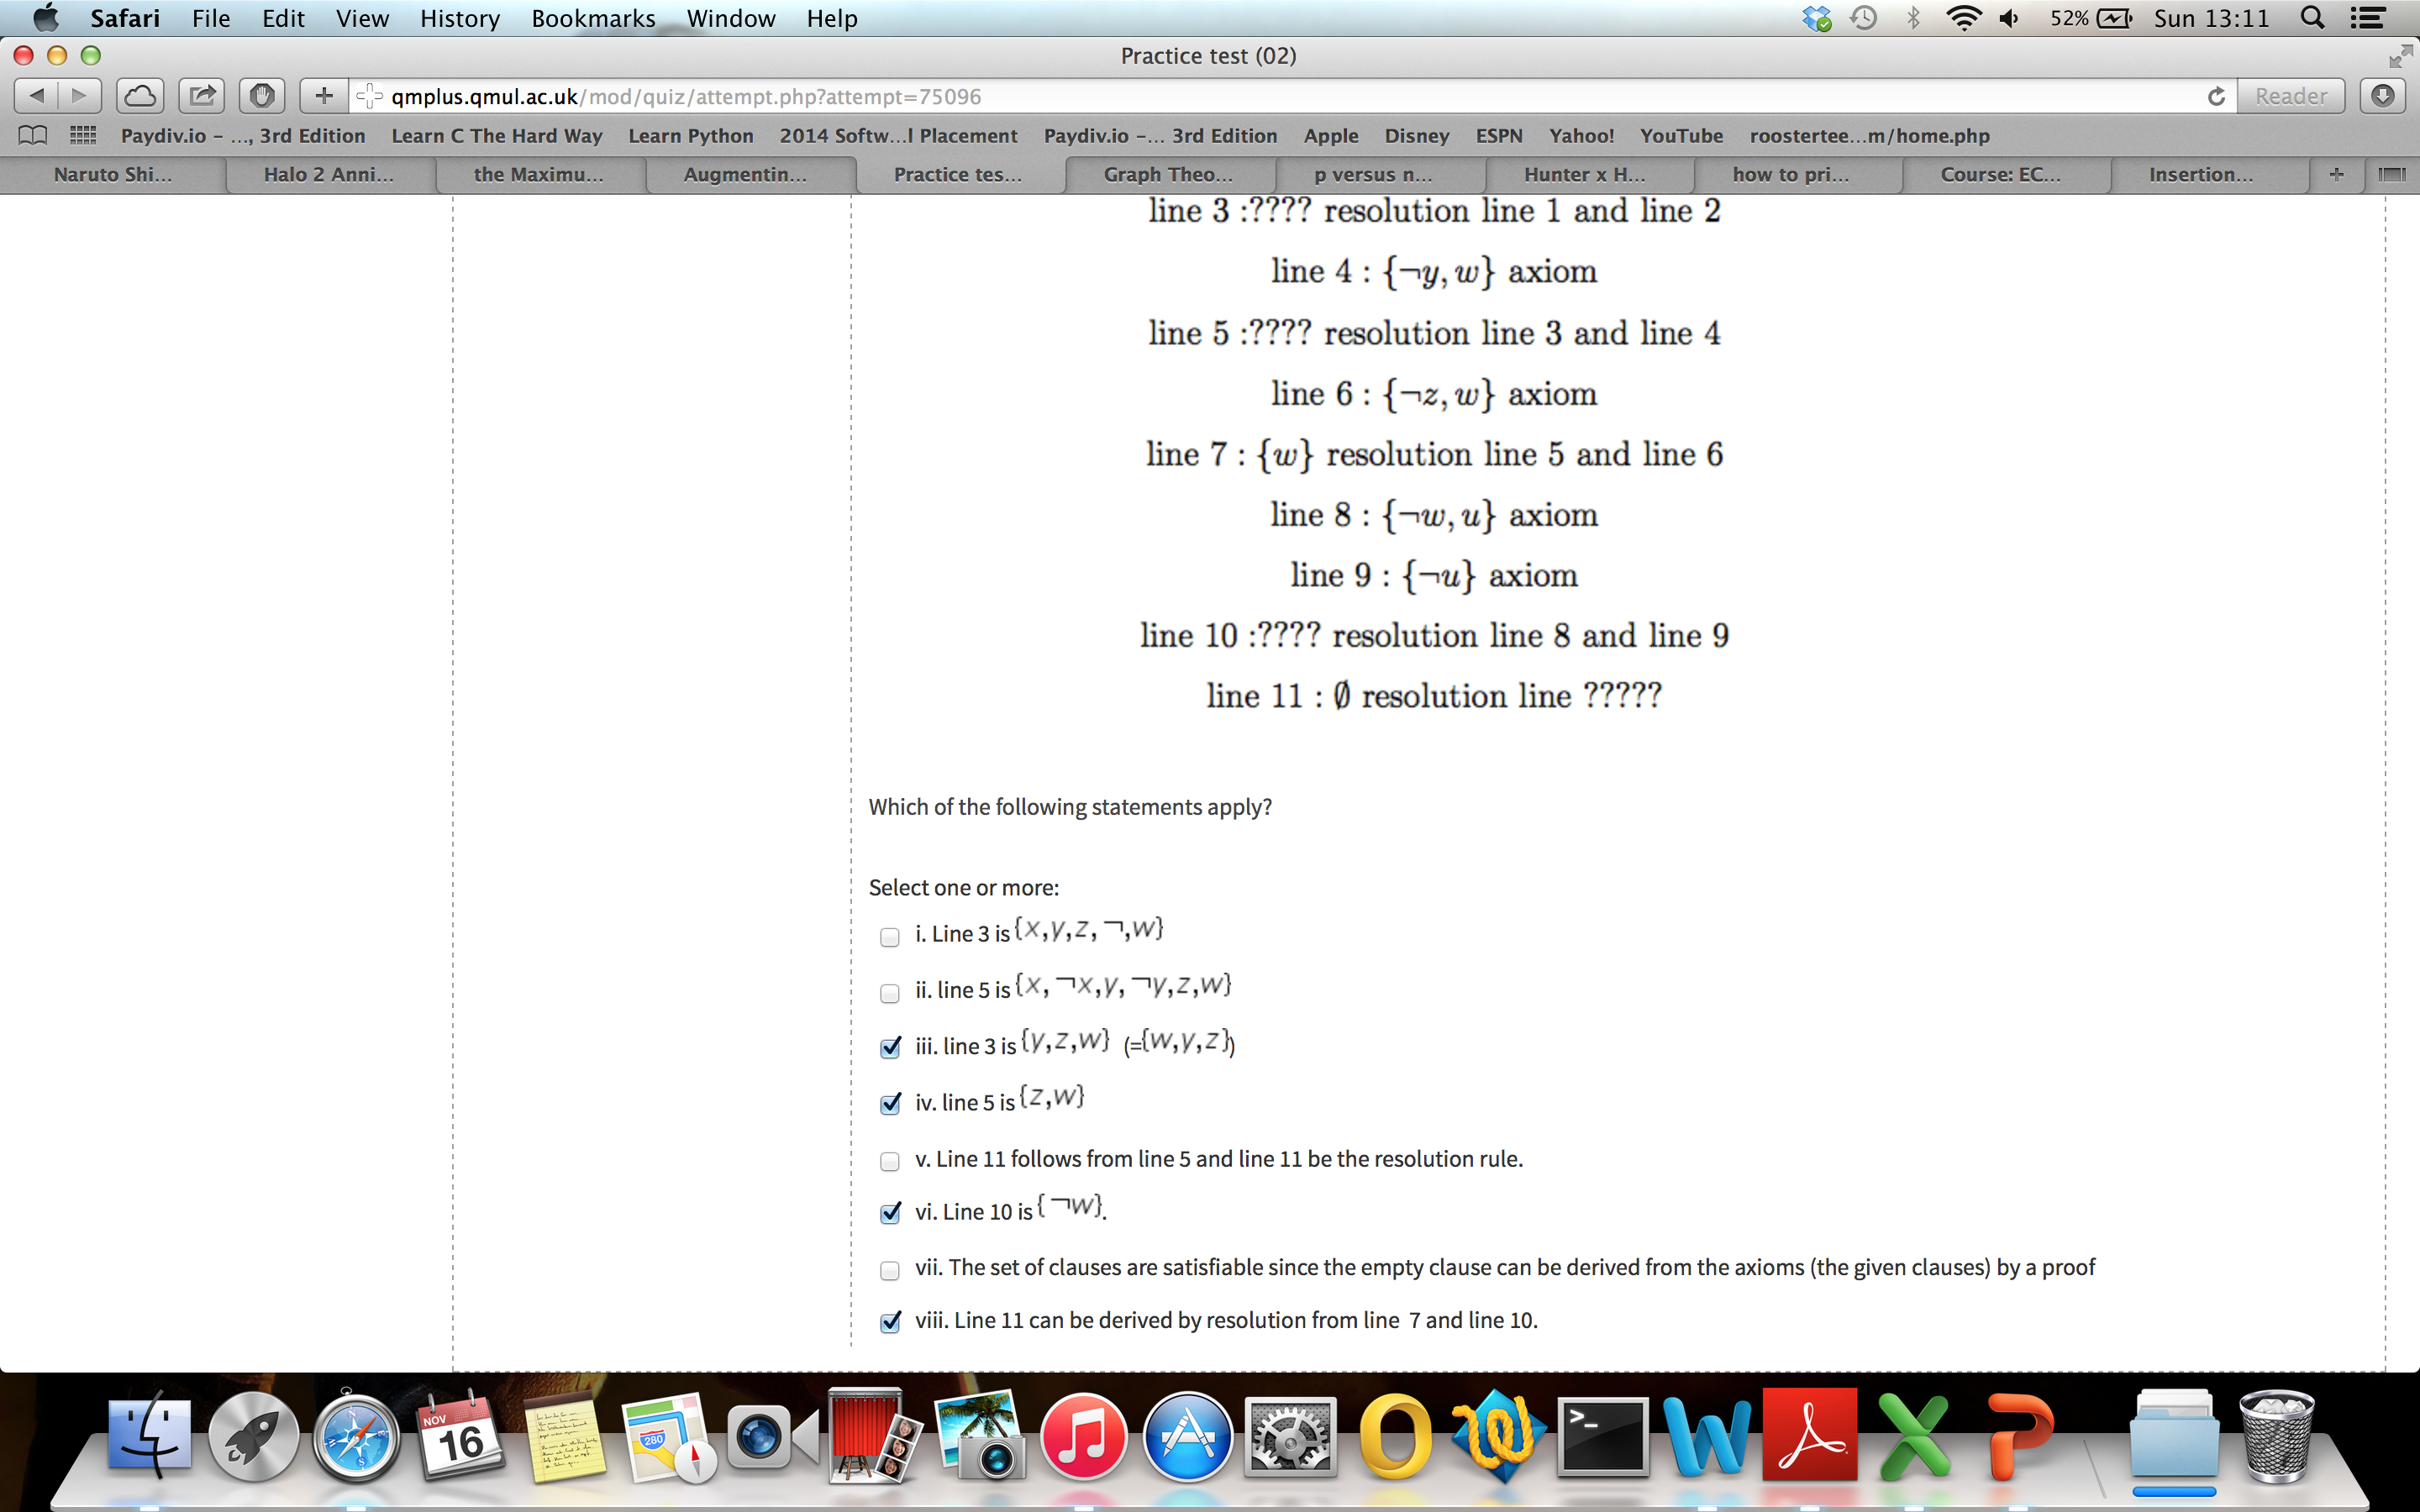 Safari File Edit View History Bookmarks Window Help 52% Sun 13:11
Practice test (02)
qmplus.qmul.ac.uk/mod/quiz/attempt.php?attempt=75096 Reader
Paydiv.io - ..., 3rd Edition Learn C The Hard Way Learn Python 2014 Softw...l Placement Paydiv.io -... 3rd Edition Apple Disney ESPN Yahoo! YouTube roostertee...m/home.php
Naruto Shi... Halo 2 Anni... the Maximu... Augmentin... Practice tes... Graph Theo... p versus n... Hunter x H... how to pri... Course: EC... Insertion...
line 3 :???? resolution line 1 and line 2
line 4 : {¬y, w} axiom
line 5 :???? resolution line 3 and line 4
line 6 : {¬z, w} axiom
line 7 : {w} resolution line 5 and line 6
line 8 : {¬w, u} axiom
line 9 : {¬u} axiom
line 10 :???? resolution line 8 and line 9
line 11 : ∅ resolution line ?????
Which of the following statements apply?
Select one or more:
i. Line 3 is {x,y,z,¬,w}
ii. line 5 is {x,¬x,y,¬y,z,w}
iii. line 3 is {y,z,w} (={w,y,z})
iv. line 5 is {z,w}
v. Line 11 follows from line 5 and line 11 be the resolution rule.
vi. Line 10 is {¬w}.
vii. The set of clauses are satisfiable since the empty clause can be derived from the axioms (the given clauses) by a proof
viii. Line 11 can be derived by resolution from line 7 and line 10.
NOV
16
280